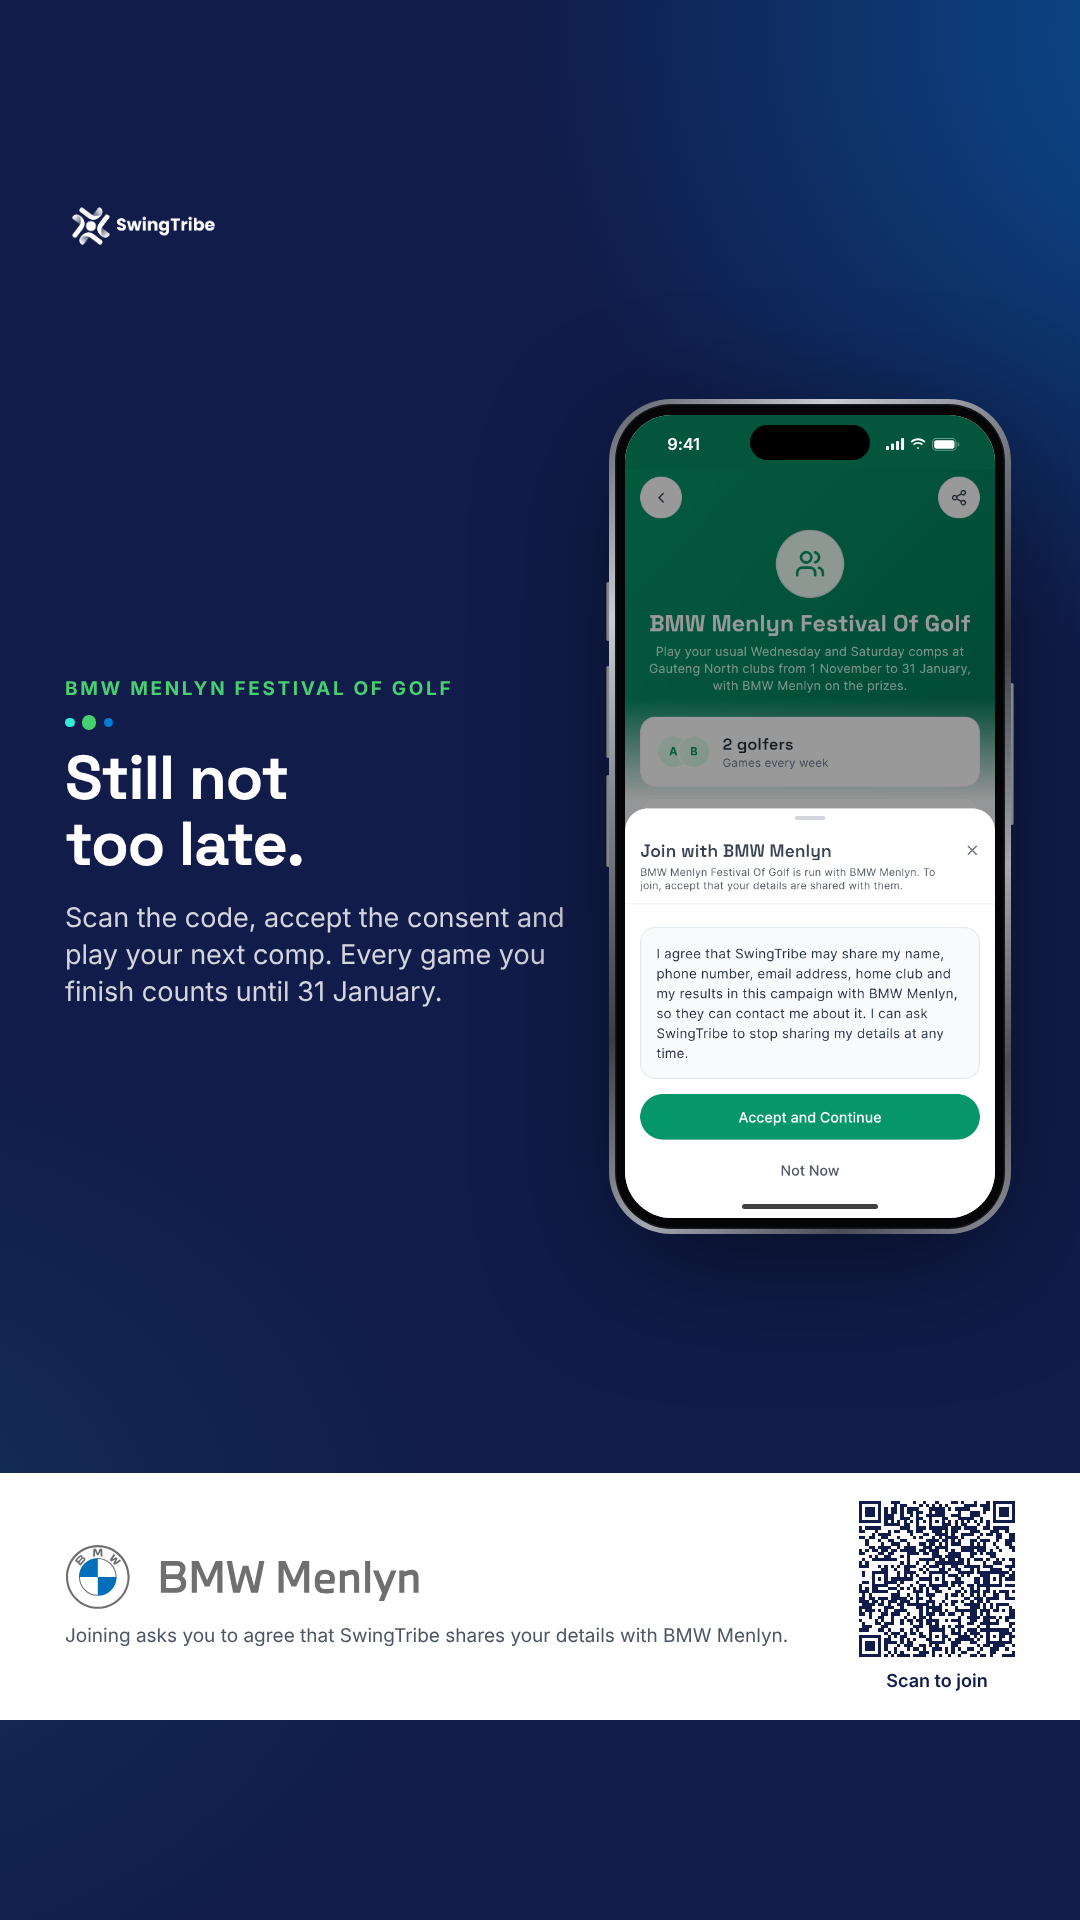 SwingTribe
BMW MENLYN FESTIVAL OF GOLF
Still not
too late.
Scan the code, accept the consent and
play your next comp. Every game you
finish counts until 31 January.
9:41
BMW Menlyn Festival Of Golf
Play your usual Wednesday and Saturday comps at
Gauteng North clubs from 1 November to 31 January,
with BMW Menlyn on the prizes.
A B
2 golfers
Games every week
Join with BMW Menlyn
BMW Menlyn Festival Of Golf is run with BMW Menlyn. To
join, accept that your details are shared with them.
I agree that SwingTribe may share my name,
phone number, email address, home club and
my results in this campaign with BMW Menlyn,
so they can contact me about it. I can ask
SwingTribe to stop sharing my details at any
time.
Accept and Continue
Not Now
BMW
BMW Menlyn
Joining asks you to agree that SwingTribe shares your details with BMW Menlyn.
Scan to join